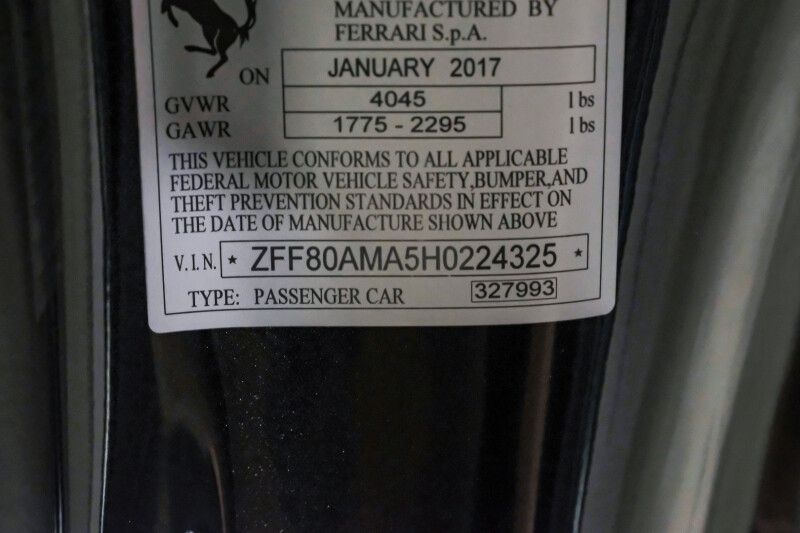 MANUFACTURED BY
FERRARI S.p.A.
ON JANUARY 2017
GVWR 4045 lbs
GAWR 1775 - 2295 lbs
THIS VEHICLE CONFORMS TO ALL APPLICABLE
FEDERAL MOTOR VEHICLE SAFETY,BUMPER,AND
THEFT PREVENTION STANDARDS IN EFFECT ON
THE DATE OF MANUFACTURE SHOWN ABOVE
V.I.N. * ZFF80AMA5H0224325 *
TYPE: PASSENGER CAR 327993